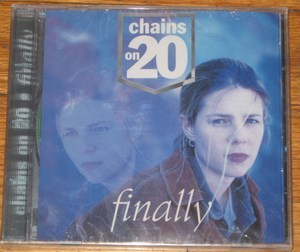 chains
on
20
finally
chains on 20 • finally